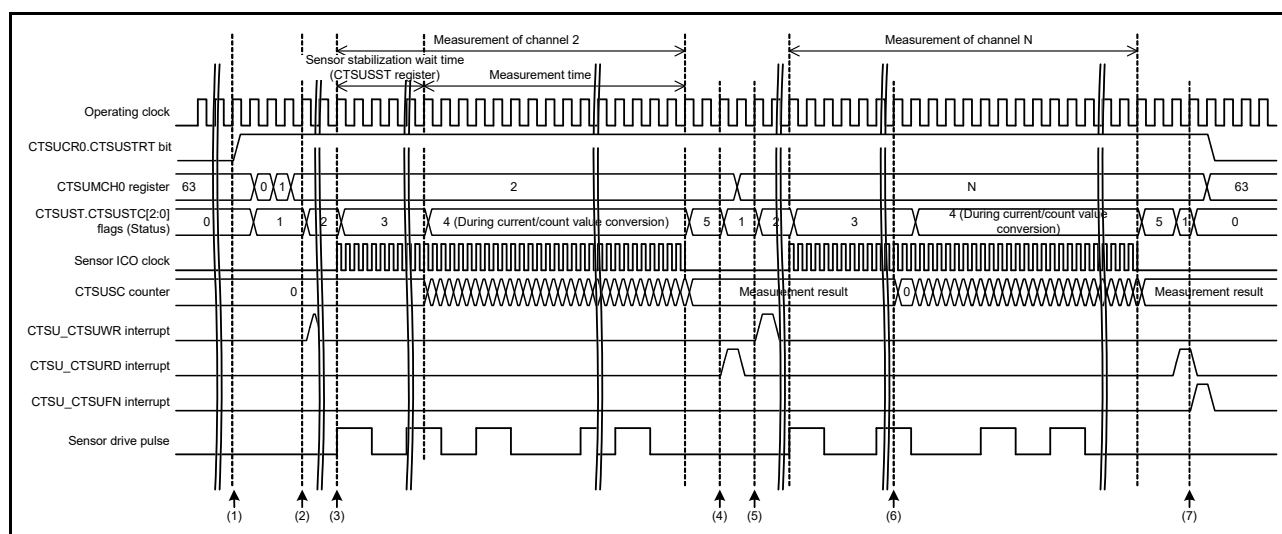 Measurement of channel 2
Measurement of channel N
Sensor stabilization wait time
(CTSUSST register)
Measurement time
Operating clock
CTSUCR0.CTSUSTRT bit
CTSUMCH0 register
63 0 1 2 N 63
CTSUST.CTSUSTC[2:0]
flags (Status)
0 1 2 3 4 (During current/count value conversion) 5 1 2 3 4 (During current/count value
conversion) 5 1 0
Sensor ICO clock
CTSUSC counter
0 Measurement result 0 Measurement result
CTSU_CTSUWR interrupt
CTSU_CTSURD interrupt
CTSU_CTSUFN interrupt
Sensor drive pulse
(1) (2) (3) (4) (5) (6) (7)